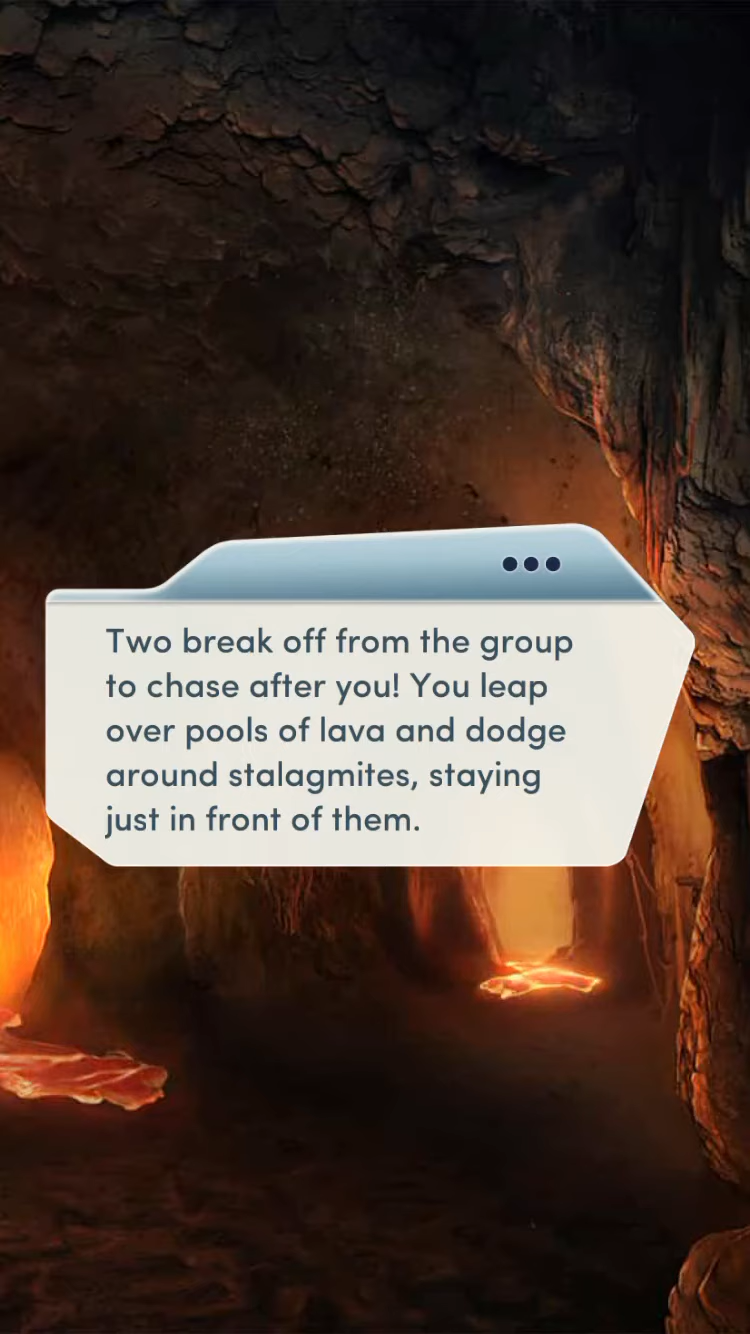 Two break off from the group
to chase after you! You leap
over pools of lava and dodge
around stalagmites, staying
just in front of them.